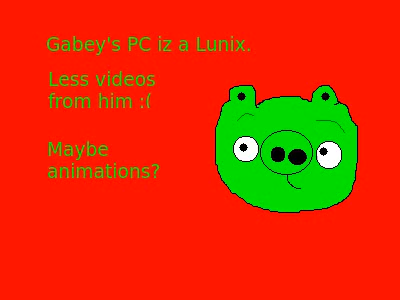 Gabey's PC iz a Lunix.
Less videos
from him :(
Maybe
animations?